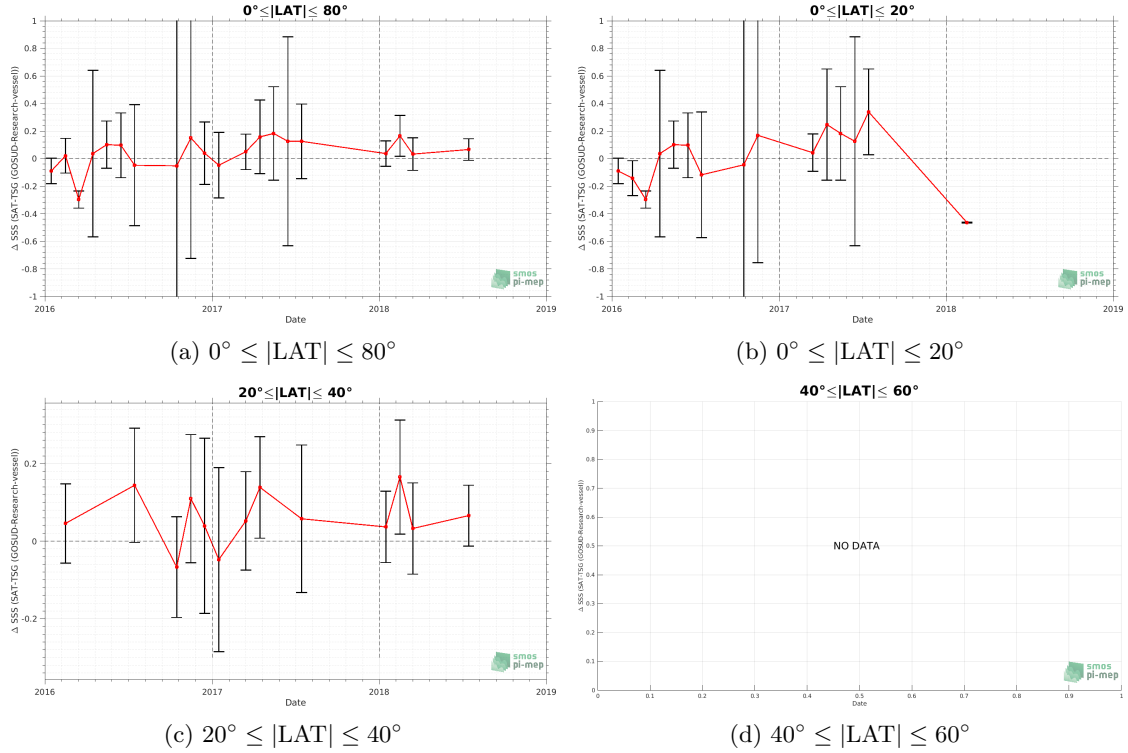 0°≤|LAT|≤ 80°
Δ SSS (SAT-TSG (GOSUD-Research-vessel))
1
0.8
0.6
0.4
0.2
0
-0.2
-0.4
-0.6
-0.8
-1
2016
2017
2018
2019
Date
smos
pi-mep
(a) 0° ≤ |LAT| ≤ 80°
0°≤|LAT|≤ 20°
Δ SSS (SAT-TSG (GOSUD-Research-vessel))
1
0.8
0.6
0.4
0.2
0
-0.2
-0.4
-0.6
-0.8
-1
2016
2017
2018
2019
Date
smos
pi-mep
(b) 0° ≤ |LAT| ≤ 20°
20°≤|LAT|≤ 40°
Δ SSS (SAT-TSG (GOSUD-Research-vessel))
0.2
0
-0.2
2016
2017
2018
2019
Date
smos
pi-mep
(c) 20° ≤ |LAT| ≤ 40°
40°≤|LAT|≤ 60°
Δ SSS (SAT-TSG (GOSUD-Research-vessel))
1
0.9
0.8
0.7
0.6
0.5
0.4
0.3
0.2
0.1
0
NO DATA
0
0.1
0.2
0.3
0.4
0.5
0.6
0.7
0.8
0.9
1
Date
smos
pi-mep
(d) 40° ≤ |LAT| ≤ 60°